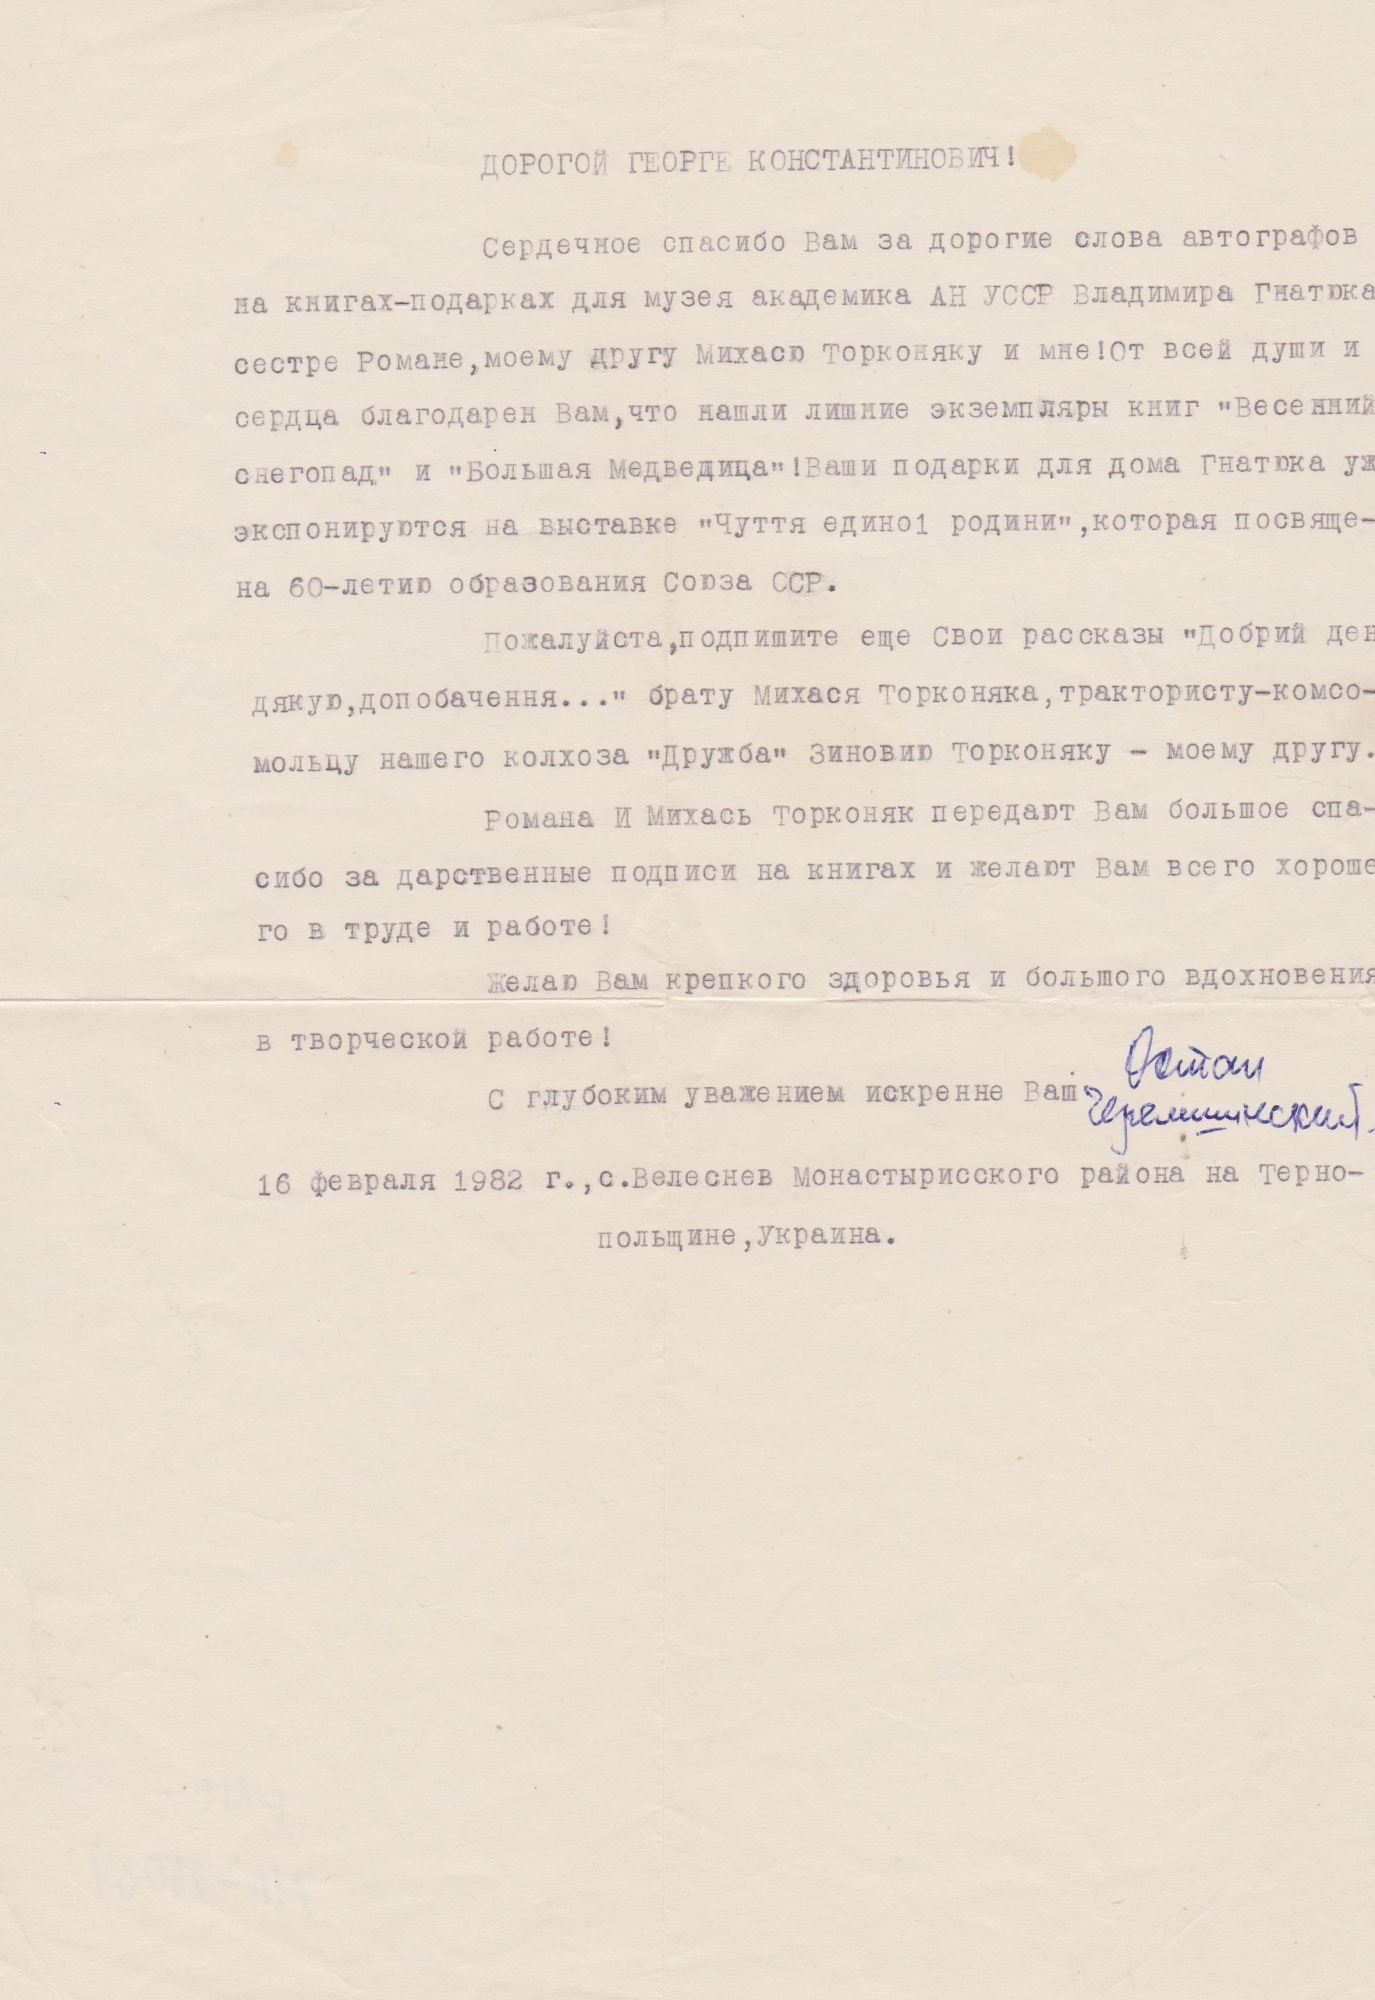 ДОРОГОЙ ГЕОРГЕ КОНСТАНТИНОВИЧ!
Сердечное спасибо Вам за дорогие слова автографов
на книгах-подарках для музея академика АН УССР Владимира Гнатюка
сестре Романе,моему другу Михасю Торконяку и мне!От всей души и
сердца благодарен Вам,что нашли лишние экземпляры книг "Весенний
снегопад" и "Большая Медведица"!Ваши подарки для дома Гнатюка уж
экспонируются на выставке "Чуття едино1 родини",которая посвяще-
на 60-летию образования Союза ССР.
Пожалуйста,подпишите еще Свои рассказы "Добрий ден
дякую,допобачення..." брату Михася Торконяка,трактористу-комсо-
мольцу нашего колхоза "Дружба" Зиновию Торконяку - моему другу.
Романа И Михась Торконяк передают Вам большое спа-
сибо за дарственные подписи на книгах и желают Вам всего хороше
го в труде и работе!
Желаю Вам крепкого здоровья и большого вдохновения
в творческой работе!
С глубоким уважением искренне Ваш Остап
Черемшинский.
16 февраля 1982 г.,с.Велеснев Монастырисского района на Терно-
польщине,Украина.